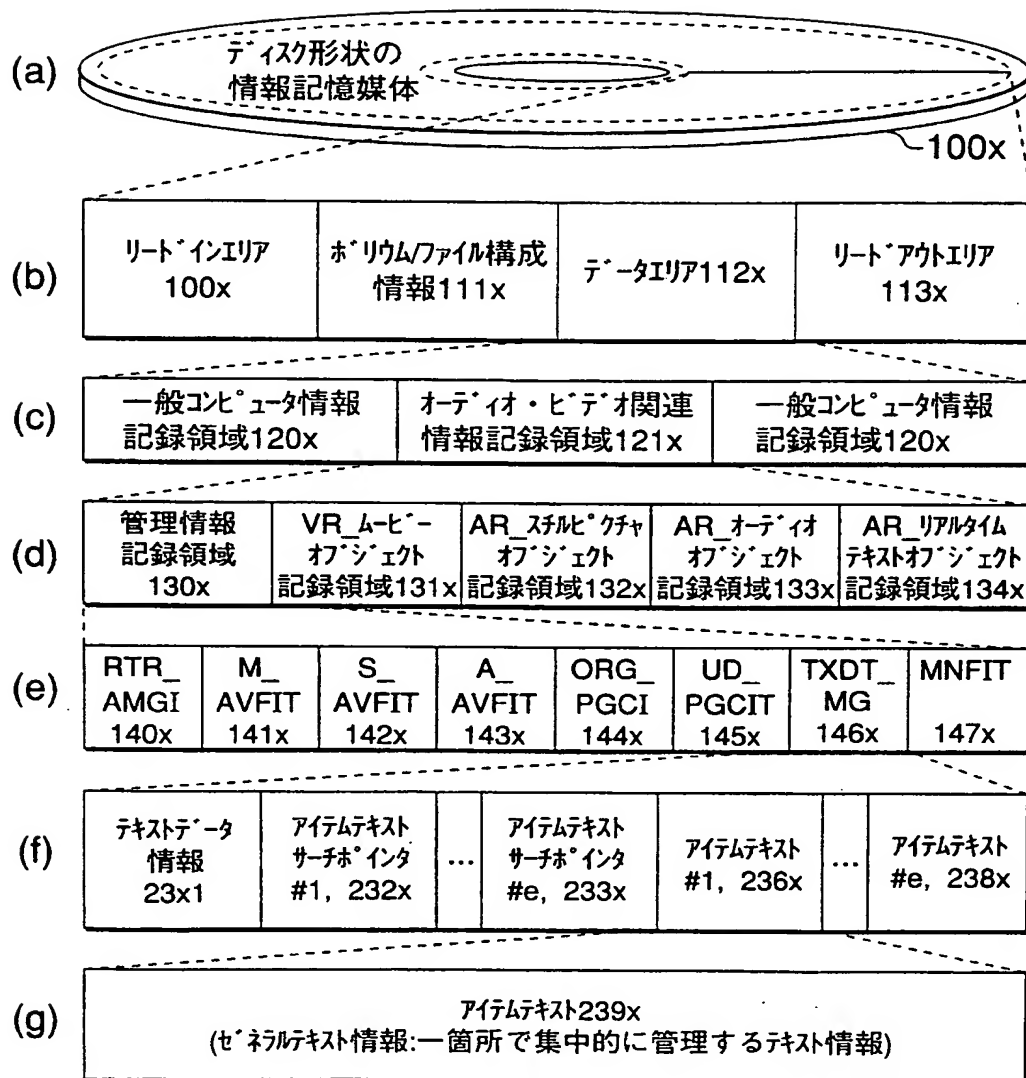 (a)
ディスク形状の
情報記憶媒体
100x
(b)
リードインエリア
100x
ボリウム/ファイル構成
情報111x
データエリア112x
リードアウトエリア
113x
(c)
一般コンピュータ情報
記録領域120x
オーディオ・ビデオ関連
情報記録領域121x
一般コンピュータ情報
記録領域120x
(d)
管理情報
記録領域
130x
VR_ムービー
オブジェクト
記録領域131x
AR_スチルピクチャ
オブジェクト
記録領域132x
AR_オーディオ
オブジェクト
記録領域133x
AR_リアルタイム
テキストオブジェクト
記録領域134x
(e)
RTR_
AMGI
140x
M_
AVFIT
141x
S_
AVFIT
142x
A_
AVFIT
143x
ORG_
PGCI
144x
UD_
PGCIT
145x
TXDT_
MG
146x
MNFIT
147x
(f)
テキストデータ
情報
23x1
アイテムテキスト
サーチポインタ
#1, 232x
...
アイテムテキスト
サーチポインタ
#e, 233x
アイテムテキスト
#1, 236x
...
アイテムテキスト
#e, 238x
(g)
アイテムテキスト239x
(ゼネラルテキスト情報:一箇所で集中的に管理するテキスト情報)